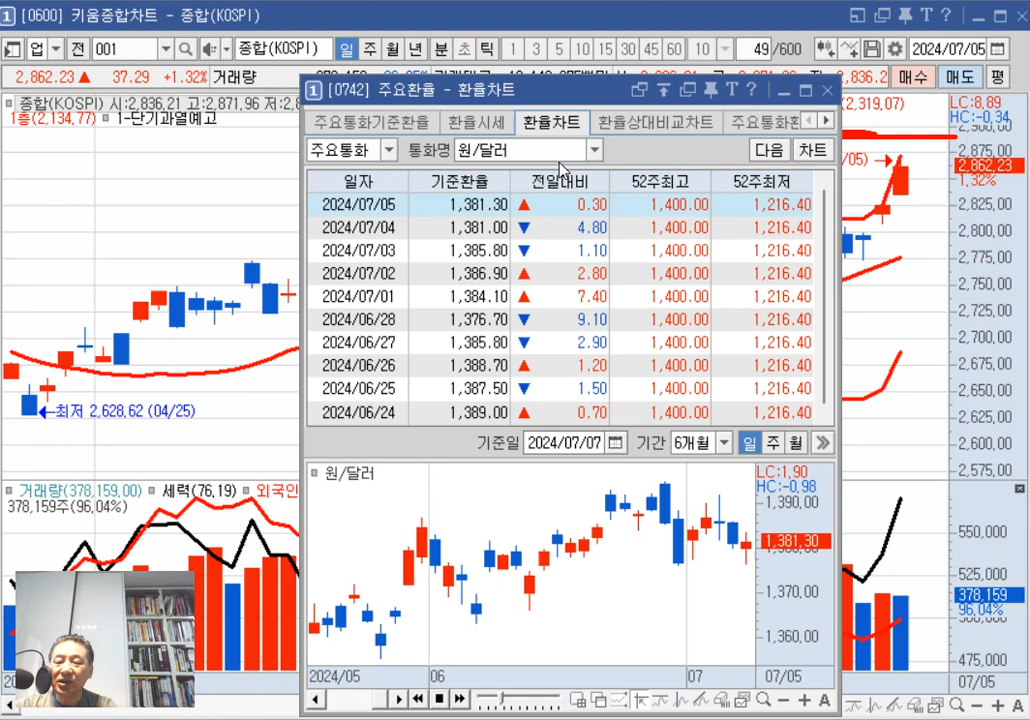 1 [0600] 키움종합차트 - 종합(KOSPI)
업 전 001 종합(KOSPI) 일 주 월 년 분 초 틱 1 3 5 10 15 30 45 60 10 49 /600 2024/07/05
2,862.23 ▲ 37.29 +1.32% 거래량 매수 매도 평
종합(KOSPI) 시:2,836.21 고:2,871.96
1층(2,134.77) 1-단기과열예고
(2,319.07)
LC:8.89
HC:-0.34
2,900.00
2,875.00
2,862.23
1.32%
2,825.00
2,800.00
2,775.00
2,750.00
2,725.00
2,700.00
2,675.00
2,650.00
2,625.00
2,600.00
2,575.00
←최저 2,628.62 (04/25)
거래량(378,159.00) 세력(76.19) 외국인
378,159주(96.04%)
550,000
525,000
378,159
96.04%
475,000
07/05
1 [0742] 주요환율 - 환율차트
주요통화기준환율 환율시세 환율차트 환율상대비교차트 주요통화환
주요통화 통화명 원/달러 다음 차트
일자 기준환율 전일대비 52주최고 52주최저
2024/07/05 1,381.30 ▲ 0.30 1,400.00 1,216.40
2024/07/04 1,381.00 ▼ 4.80 1,400.00 1,216.40
2024/07/03 1,385.80 ▼ 1.10 1,400.00 1,216.40
2024/07/02 1,386.90 ▲ 2.80 1,400.00 1,216.40
2024/07/01 1,384.10 ▲ 7.40 1,400.00 1,216.40
2024/06/28 1,376.70 ▼ 9.10 1,400.00 1,216.40
2024/06/27 1,385.80 ▼ 2.90 1,400.00 1,216.40
2024/06/26 1,388.70 ▲ 1.20 1,400.00 1,216.40
2024/06/25 1,387.50 ▼ 1.50 1,400.00 1,216.40
2024/06/24 1,389.00 ▲ 0.70 1,400.00 1,216.40
기준일 2024/07/07 기간 6개월 일 주 월
원/달러
LC:1.90
HC:-0.98
1,390.00
1,381.30
1,370.00
1,360.00
2024/05 06 07 07/05